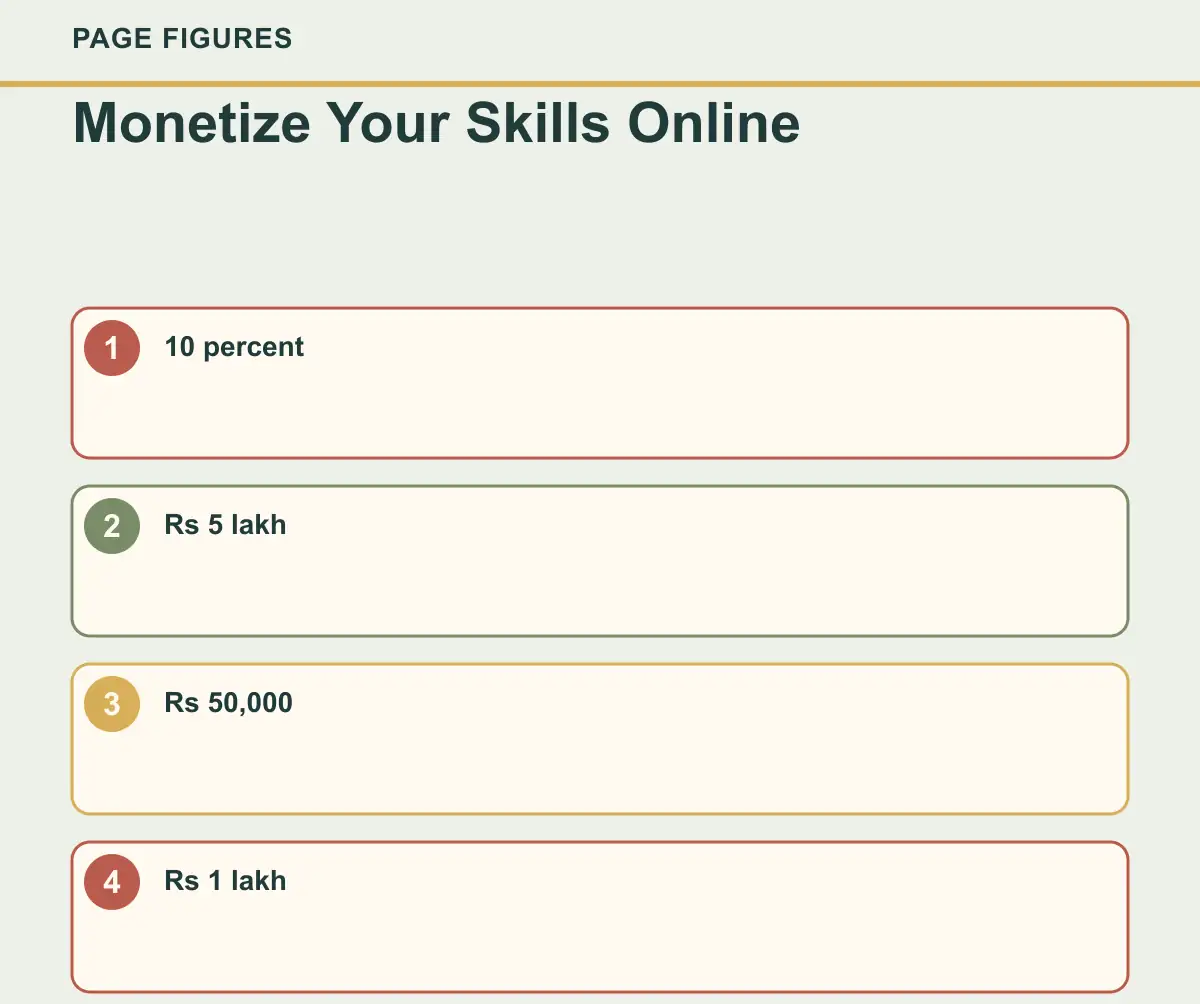 PAGE FIGURES
Monetize Your Skills Online
1 10 percent
2 Rs 5 lakh
3 Rs 50,000
4 Rs 1 lakh